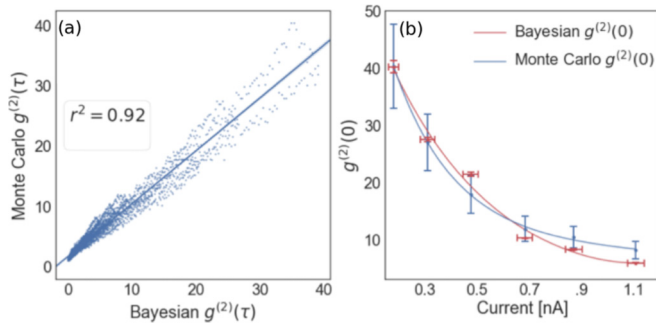 (a)
40
30
20
10
0
r² = 0.92
Monte Carlo g⁽²⁾(τ)
0 10 20 30 40
Bayesian g⁽²⁾(τ)
(b)
50
40
30
20
10
g⁽²⁾(0)
Bayesian g⁽²⁾(0)
Monte Carlo g⁽²⁾(0)
0.3 0.5 0.7 .9 1.1
Current [nA]